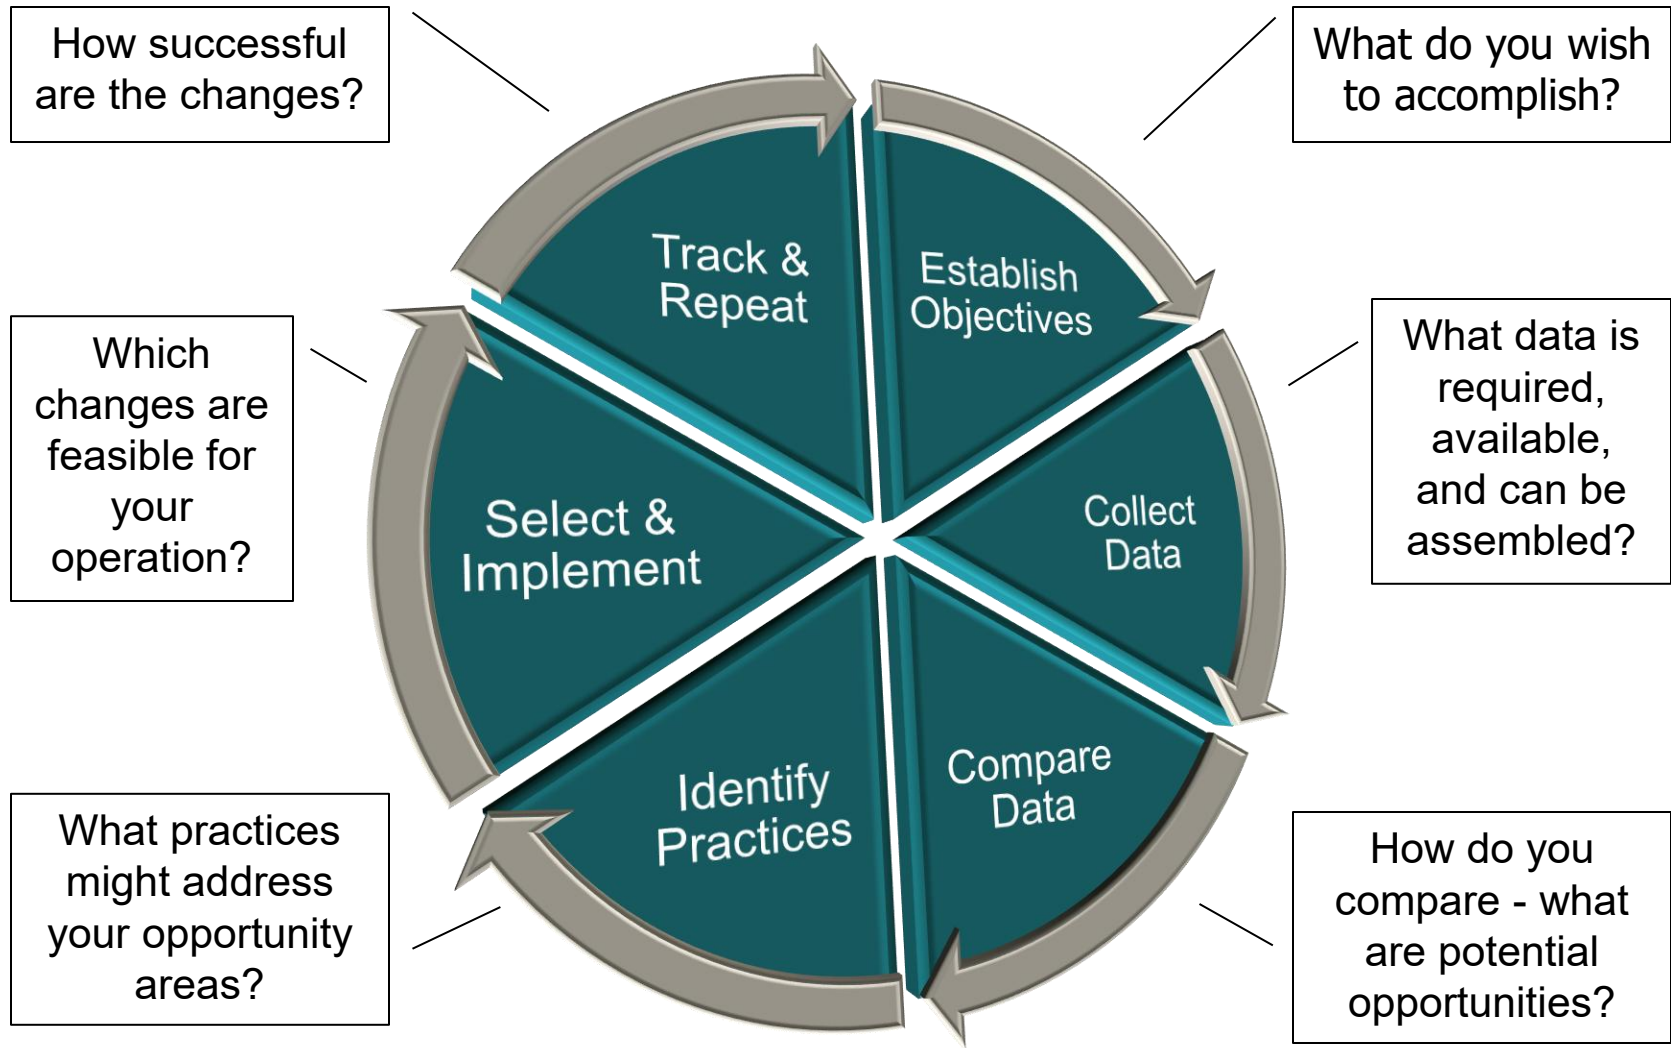 How successful
are the changes?
What do you wish
to accomplish?
Track &
Repeat
Establish
Objectives
Which
changes are
feasible for
your
operation?
What data is
required,
available,
and can be
assembled?
Select &
Implement
Collect
Data
Identify
Practices
Compare
Data
What practices
might address
your opportunity
areas?
How do you
compare - what
are potential
opportunities?